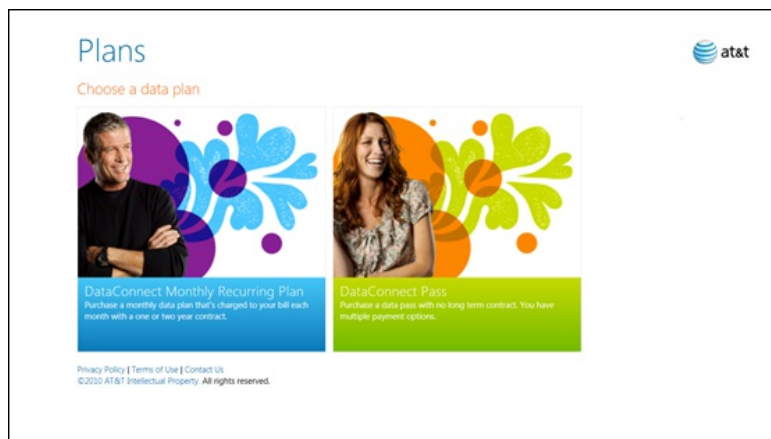 Plans
at&t
Choose a data plan
DataConnect Monthly Recurring Plan
Purchase a monthly data plan that's charged to your bill each
month with a one or two year contract.
DataConnect Pass
Purchase a data pass with no long term contract. You have
multiple payment options.
Privacy Policy | Terms of Use | Contact Us
©2010 AT&T Intellectual Property. All rights reserved.